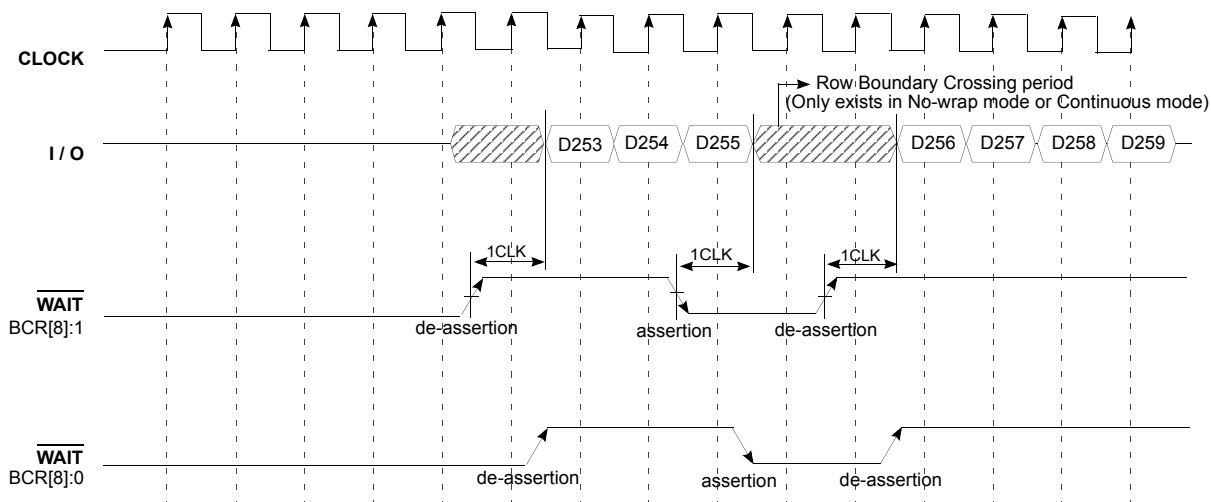 CLOCK
Row Boundary Crossing period
(Only exists in No-wrap mode or Continuous mode)
I / O
D253 D254 D255 D256 D257 D258 D259
1CLK 1CLK 1CLK
WAIT
BCR[8]:1
de-assertion assertion de-assertion
WAIT
BCR[8]:0
de-assertion assertion de-assertion